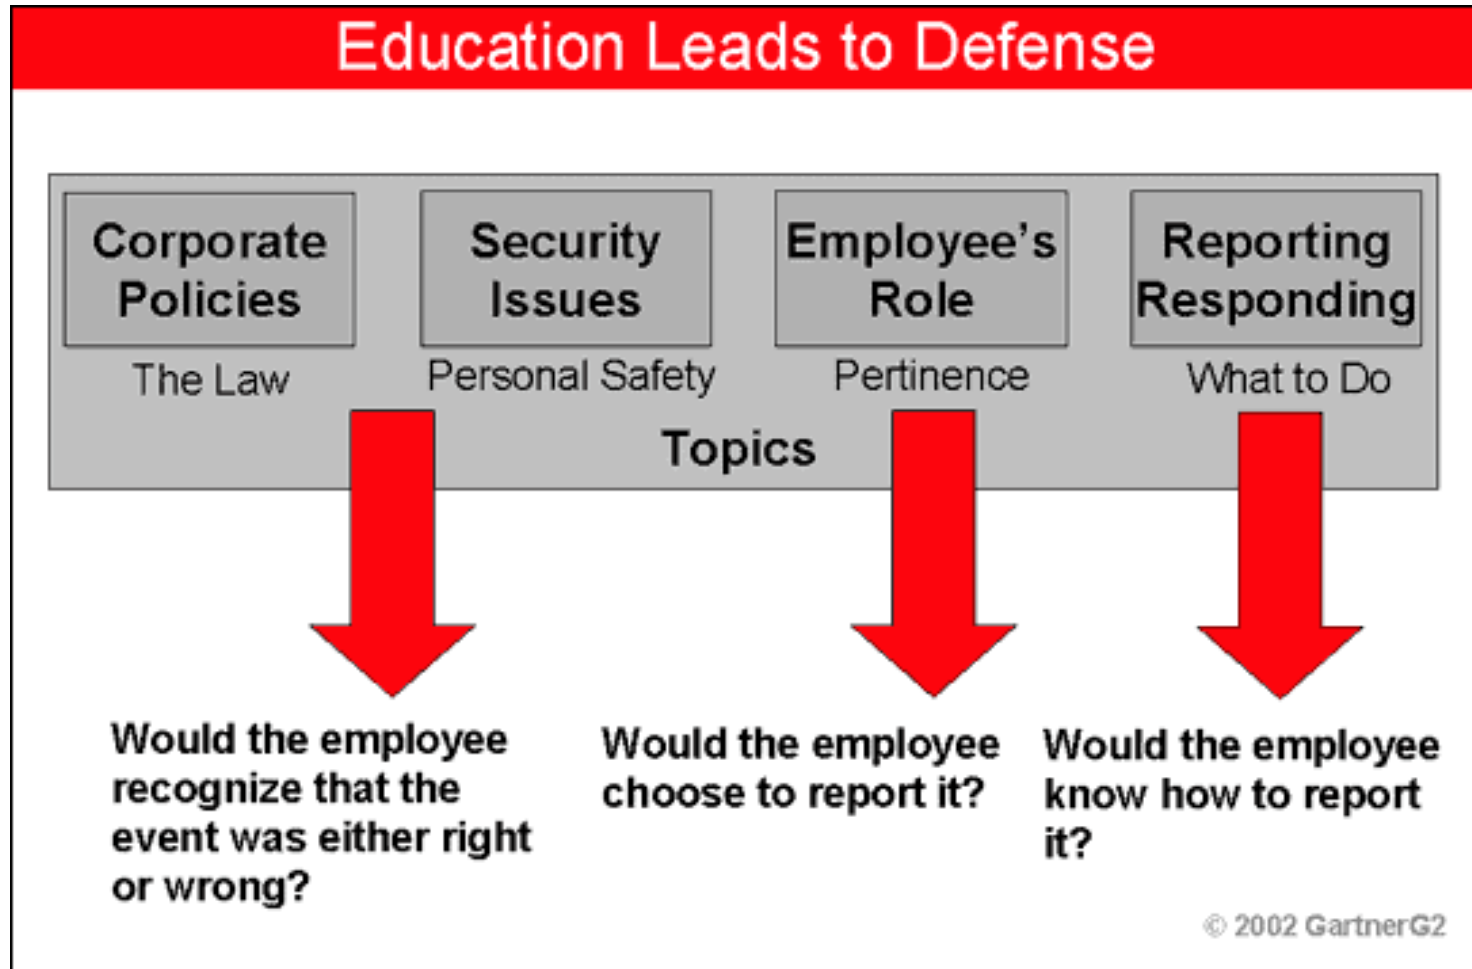 Education Leads to Defense
Corporate
Policies
The Law
Security
Issues
Personal Safety
Employee's
Role
Pertinence
Reporting
Responding
What to Do
Topics
Would the employee
recognize that the
event was either right
or wrong?
Would the employee
choose to report it?
Would the employee
know how to report
it?
© 2002 GartnerG2